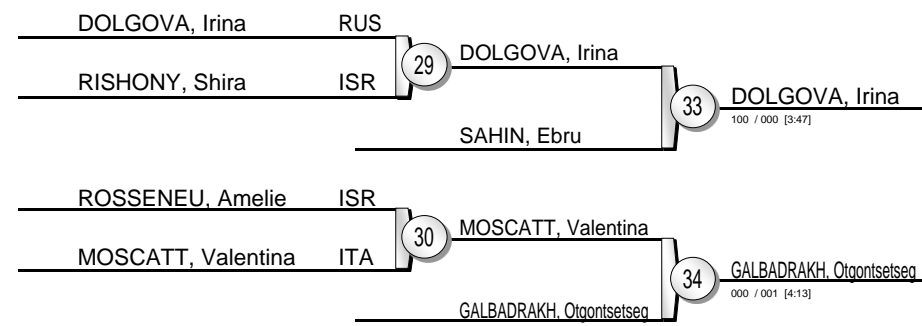 DOLGOVA, Irina RUS
29
DOLGOVA, Irina
RISHONY, Shira ISR
33
DOLGOVA, Irina
100 / 000 [3:47]
SAHIN, Ebru
ROSSENEU, Amelie ISR
30
MOSCATT, Valentina
MOSCATT, Valentina ITA
34
GALBADRAKH, Otgontsetseg
000 / 001 [4:13]
GALBADRAKH, Otgontsetseg